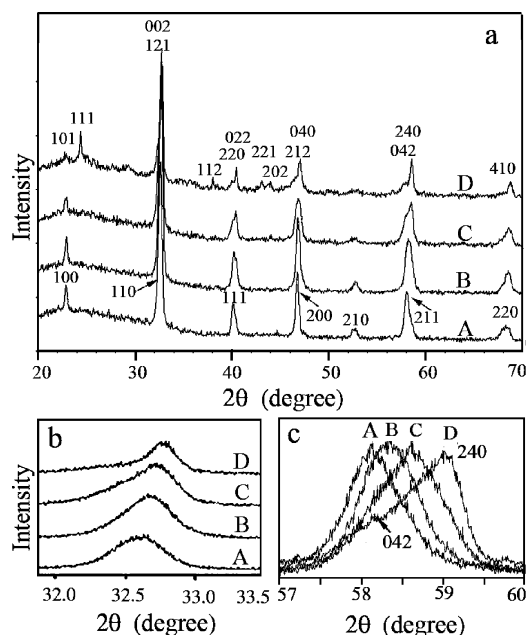 a
002
121
111
101
022
220
112
221
202
040
212
240
042
410
D
C
B
A
100
110
111
200
210
211
220
Intensity
20 30 40 50 60 70
2θ (degree)
b
D
C
B
A
Intensity
32.0 32.5 33.0 33.5
2θ (degree)
c
A B C D
240
042
57 58 59 60
2θ (degree)